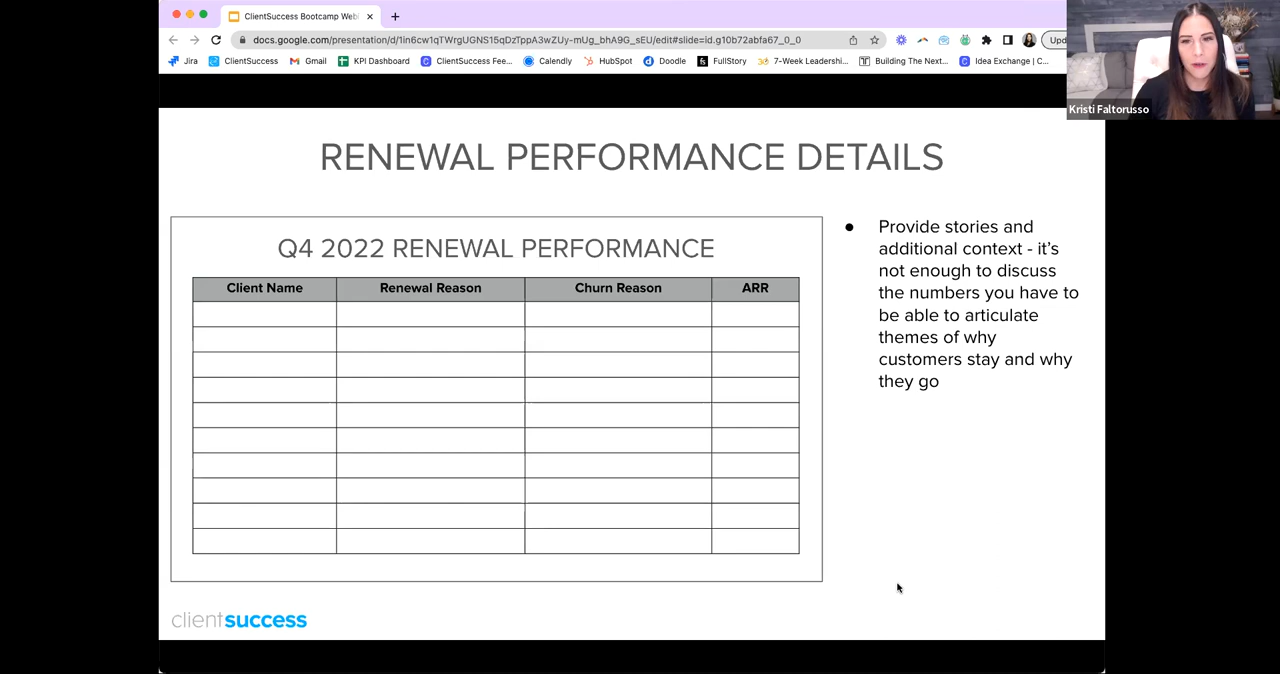 ClientSuccess Bootcamp Webi
docs.google.com/presentation/d/1In6cw1qTWrgUGNS15qDzTppA3wZUy-mUg_bhA9G_sEU/edit#slide=id.g10b72abfa67_0_0
Upd
Jira ClientSuccess Gmail KPI Dashboard ClientSuccess Fee... Calendly HubSpot Doodle FullStory 7-Week Leadershi... Building The Next... Idea Exchange | C...
Kristi Faltorusso
RENEWAL PERFORMANCE DETAILS
Q4 2022 RENEWAL PERFORMANCE
Client Name Renewal Reason Churn Reason ARR
● Provide stories and
additional context - it’s
not enough to discuss
the numbers you have to
be able to articulate
themes of why
customers stay and why
they go
clientsuccess